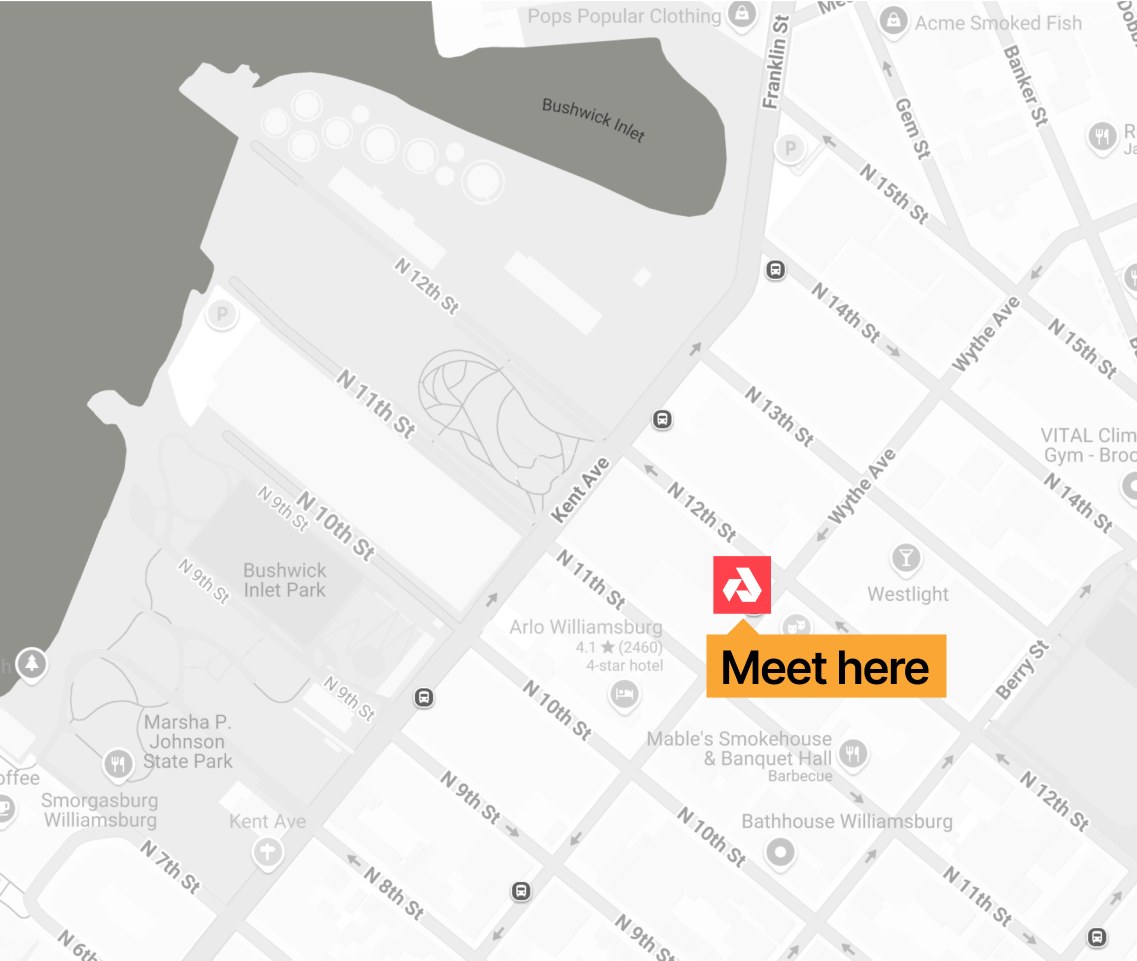 Pops Popular Clothing
Acme Smoked Fish
Franklin St
Banker St
Gem St
Bushwick Inlet
P
N 15th St
N 12th St
N 14th St
Wythe Ave
N 15th St
P
N 11th St
N 13th St
VITAL Clim
Gym - Broo
Kent Ave
Wythe Ave
N 14th St
N 9th St
N 10th St
N 12th St
Bushwick
Inlet Park
N 9th St
N 11th St
Westlight
Arlo Williamsburg
4.1 ★ (2460)
4-star hotel
Meet here
Berry St
N 9th St
N 10th St
Marsha P.
Johnson
State Park
Mable's Smokehouse
& Banquet Hall
Barbecue
Smorgasburg
Williamsburg
Kent Ave
N 9th St
N 10th St
Bathhouse Williamsburg
N 12th St
N 7th St
N 8th St
N 11th St
N 9th St
N 6th